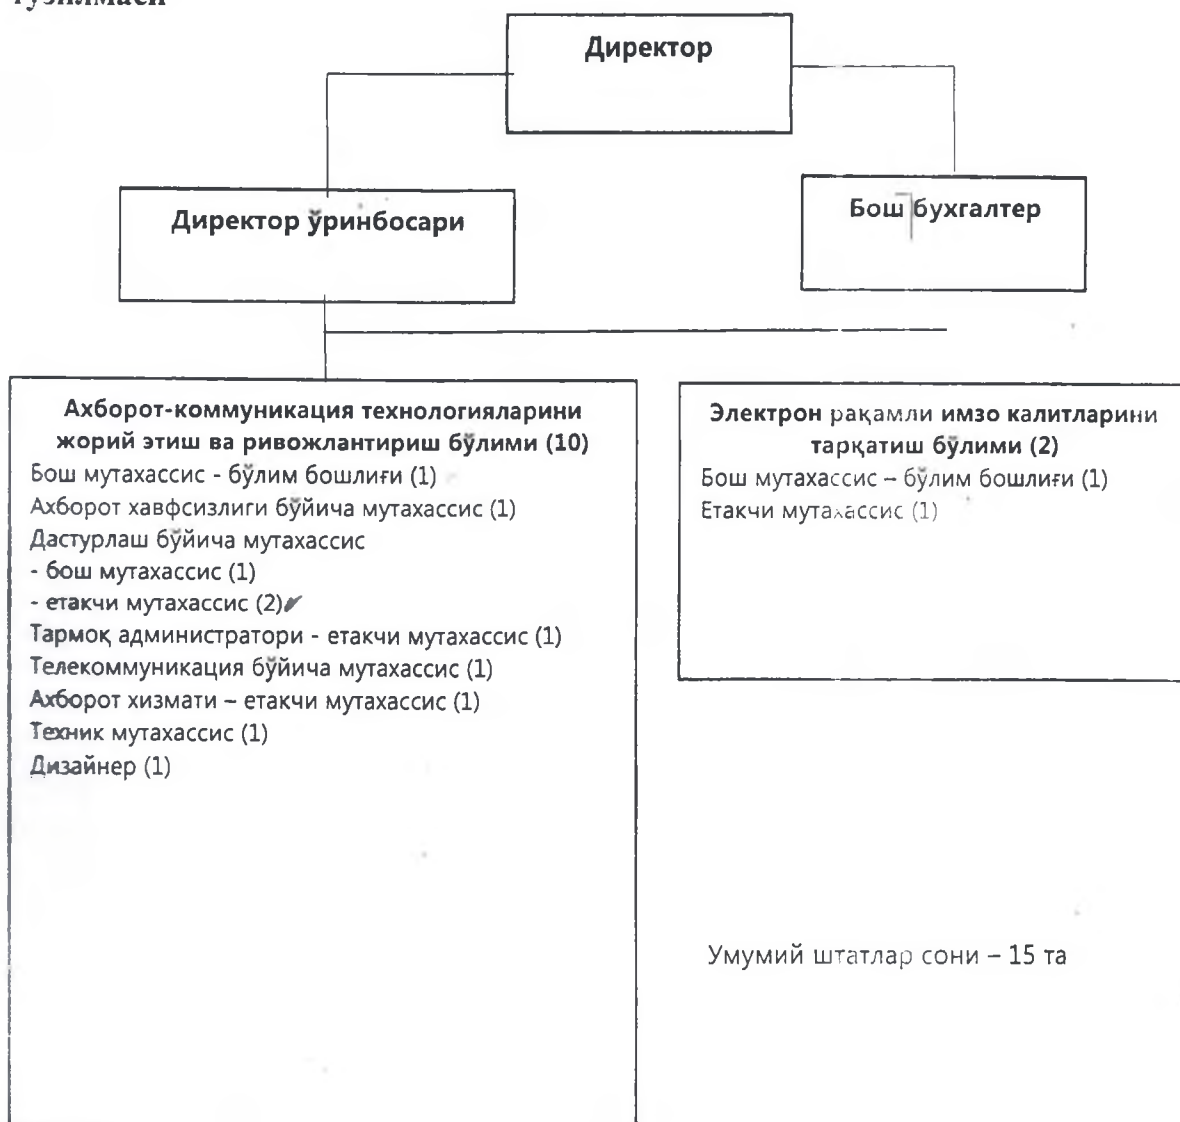 тузилмаси
Директор
Директор ўринбосари
Бош бухгалтер
Ахборот-коммуникация технологияларини
жорий этиш ва ривожлантириш бўлими (10)
Бош мутахассис - бўлим бошлиғи (1)
Ахборот хавфсизлиги бўйича мутахассис (1)
Дастурлаш бўйича мутахассис
- бош мутахассис (1)
- етакчи мутахассис (2)
Тармоқ администратори - етакчи мутахассис (1)
Телекоммуникация бўйича мутахассис (1)
Ахборот хизмати – етакчи мутахассис (1)
Техник мутахассис (1)
Дизайнер (1)
Электрон рақамли имзо калитларини
тарқатиш бўлими (2)
Бош мутахассис – бўлим бошлиғи (1)
Етакчи мутахассис (1)
Умумий штатлар сони – 15 та